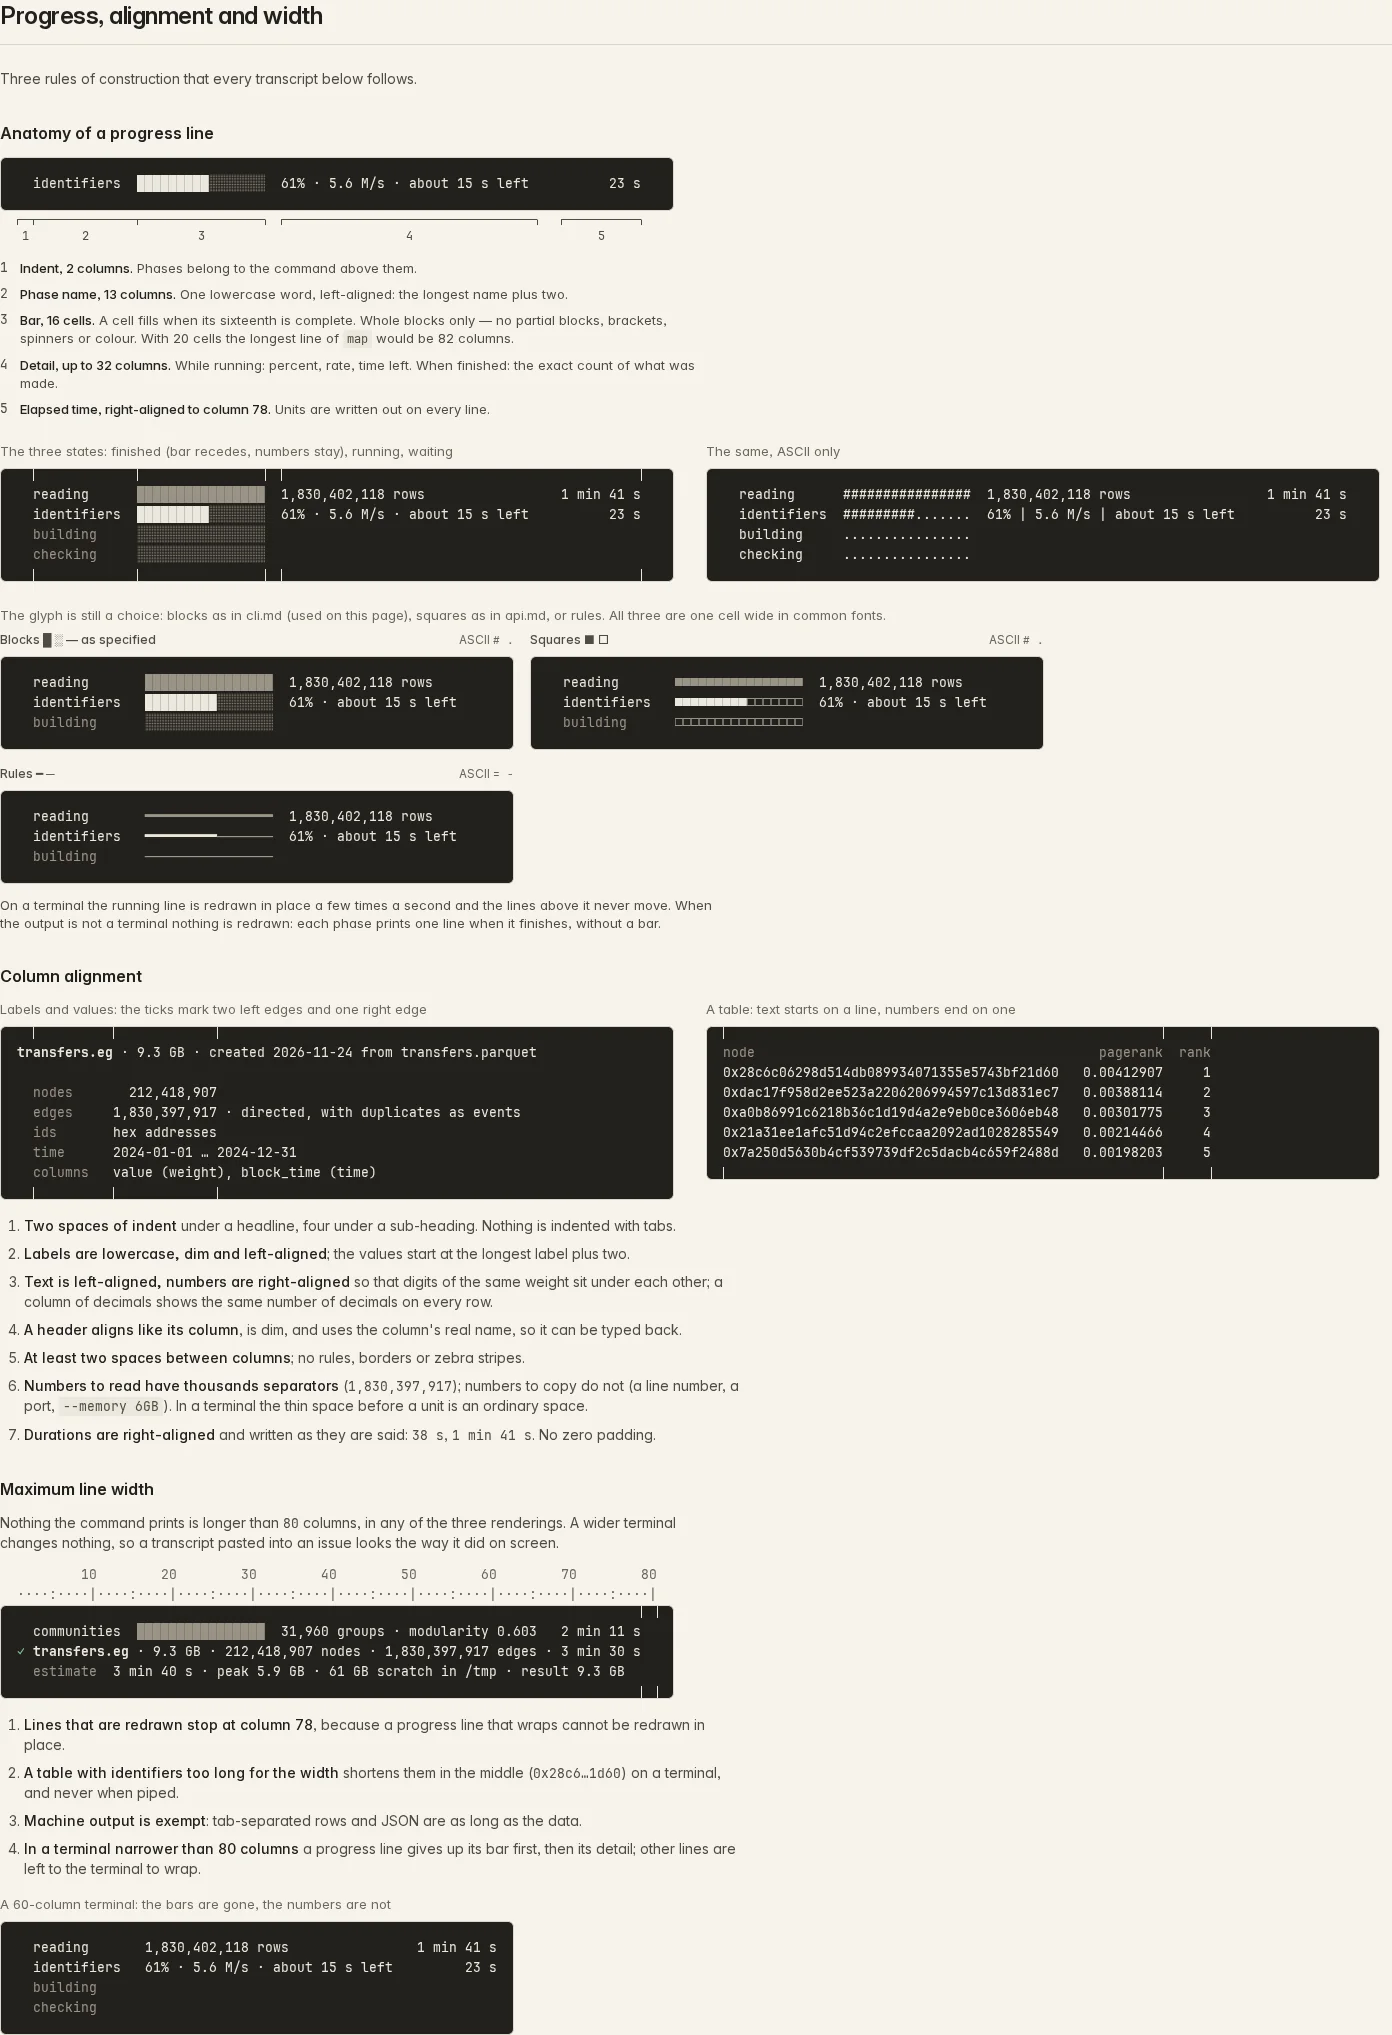 Progress, alignment and width
Three rules of construction that every transcript below follows.
Anatomy of a progress line
identifiers █████████░░░░░░░ 61% · 5.6 M/s · about 15 s left 23 s
1 2 3 4 5
1 Indent, 2 columns. Phases belong to the command above them.
2 Phase name, 13 columns. One lowercase word, left-aligned: the longest name plus two.
3 Bar, 16 cells. A cell fills when its sixteenth is complete. Whole blocks only — no partial blocks, brackets,
spinners or colour. With 20 cells the longest line of map would be 82 columns.
4 Detail, up to 32 columns. While running: percent, rate, time left. When finished: the exact count of what was
made.
5 Elapsed time, right-aligned to column 78. Units are written out on every line.
The three states: finished (bar recedes, numbers stay), running, waiting
reading ████████████████ 1,830,402,118 rows 1 min 41 s
identifiers █████████░░░░░░░ 61% · 5.6 M/s · about 15 s left 23 s
building ░░░░░░░░░░░░░░░░
checking ░░░░░░░░░░░░░░░░
The same, ASCII only
reading ################ 1,830,402,118 rows 1 min 41 s
identifiers #########....... 61% | 5.6 M/s | about 15 s left 23 s
building ................
checking ................
The glyph is still a choice: blocks as in cli.md (used on this page), squares as in api.md, or rules. All three are one cell wide in common fonts.
Blocks █ ░ — as specified ASCII # .
reading ████████████████ 1,830,402,118 rows
identifiers █████████░░░░░░░ 61% · about 15 s left
building ░░░░░░░░░░░░░░░░
Squares ■ □ ASCII # .
reading ■■■■■■■■■■■■■■■■ 1,830,402,118 rows
identifiers ■■■■■■■■■□□□□□□□ 61% · about 15 s left
building □□□□□□□□□□□□□□□□
Rules ━ ─ ASCII = -
reading ━━━━━━━━━━━━━━━━ 1,830,402,118 rows
identifiers ━━━━━━━━━─────── 61% · about 15 s left
building ────────────────
On a terminal the running line is redrawn in place a few times a second and the lines above it never move. When
the output is not a terminal nothing is redrawn: each phase prints one line when it finishes, without a bar.
Column alignment
Labels and values: the ticks mark two left edges and one right edge
transfers.eg · 9.3 GB · created 2026-11-24 from transfers.parquet
nodes 212,418,907
edges 1,830,397,917 · directed, with duplicates as events
ids hex addresses
time 2024-01-01 … 2024-12-31
columns value (weight), block_time (time)
A table: text starts on a line, numbers end on one
node pagerank rank
0x28c6c06298d514db089934071355e5743bf21d60 0.00412907 1
0xdac17f958d2ee523a2206206994597c13d831ec7 0.00388114 2
0xa0b86991c6218b36c1d19d4a2e9eb0ce3606eb48 0.00301775 3
0x21a31ee1afc51d94c2efccaa2092ad1028285549 0.00214466 4
0x7a250d5630b4cf539739df2c5dacb4c659f2488d 0.00198203 5
1. Two spaces of indent under a headline, four under a sub-heading. Nothing is indented with tabs.
2. Labels are lowercase, dim and left-aligned; the values start at the longest label plus two.
3. Text is left-aligned, numbers are right-aligned so that digits of the same weight sit under each other; a
column of decimals shows the same number of decimals on every row.
4. A header aligns like its column, is dim, and uses the column's real name, so it can be typed back.
5. At least two spaces between columns; no rules, borders or zebra stripes.
6. Numbers to read have thousands separators (1,830,397,917); numbers to copy do not (a line number, a
port, --memory 6GB). In a terminal the thin space before a unit is an ordinary space.
7. Durations are right-aligned and written as they are said: 38 s, 1 min 41 s. No zero padding.
Maximum line width
Nothing the command prints is longer than 80 columns, in any of the three renderings. A wider terminal
changes nothing, so a transcript pasted into an issue looks the way it did on screen.
10 20 30 40 50 60 70 80
····:····|····:····|····:····|····:····|····:····|····:····|····:····|····:····|
communities ████████████████ 31,960 groups · modularity 0.603 2 min 11 s
✓ transfers.eg · 9.3 GB · 212,418,907 nodes · 1,830,397,917 edges · 3 min 30 s
estimate 3 min 40 s · peak 5.9 GB · 61 GB scratch in /tmp · result 9.3 GB
1. Lines that are redrawn stop at column 78, because a progress line that wraps cannot be redrawn in
place.
2. A table with identifiers too long for the width shortens them in the middle (0x28c6…1d60) on a terminal,
and never when piped.
3. Machine output is exempt: tab-separated rows and JSON are as long as the data.
4. In a terminal narrower than 80 columns a progress line gives up its bar first, then its detail; other lines are
left to the terminal to wrap.
A 60-column terminal: the bars are gone, the numbers are not
reading 1,830,402,118 rows 1 min 41 s
identifiers 61% · 5.6 M/s · about 15 s left 23 s
building
checking